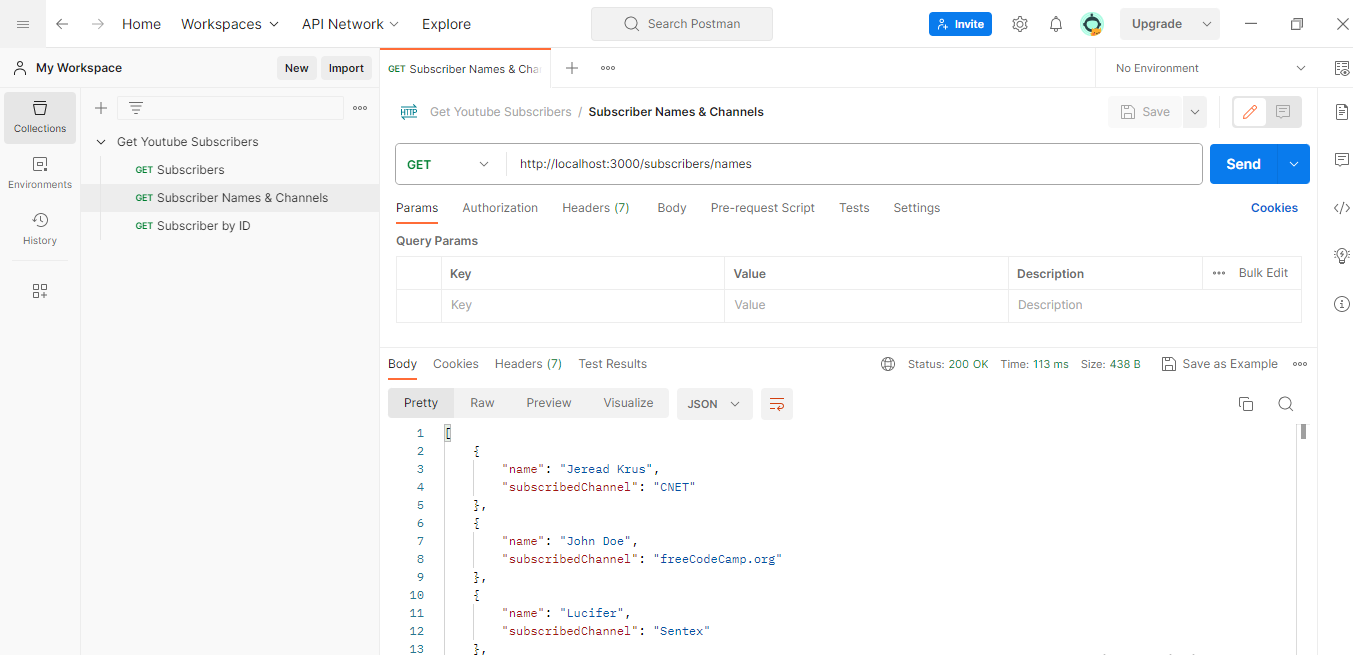 Home Workspaces API Network Explore Search Postman Invite Upgrade
My Workspace New Import GET Subscriber Names & Cha No Environment
Collections
Environments
History
Get Youtube Subscribers
GET Subscribers
GET Subscriber Names & Channels
GET Subscriber by ID
HTTP Get Youtube Subscribers / Subscriber Names & Channels Save
GET http://localhost:3000/subscribers/names Send
Params Authorization Headers (7) Body Pre-request Script Tests Settings Cookies
Query Params
Key Value Description Bulk Edit
Key Value Description
Body Cookies Headers (7) Test Results Status: 200 OK Time: 113 ms Size: 438 B Save as Example
Pretty Raw Preview Visualize JSON
1 [
2 {
3 "name": "Jeread Krus",
4 "subscribedChannel": "CNET"
5 },
6 {
7 "name": "John Doe",
8 "subscribedChannel": "freeCodeCamp.org"
9 },
10 {
11 "name": "Lucifer",
12 "subscribedChannel": "Sentex"
13 },